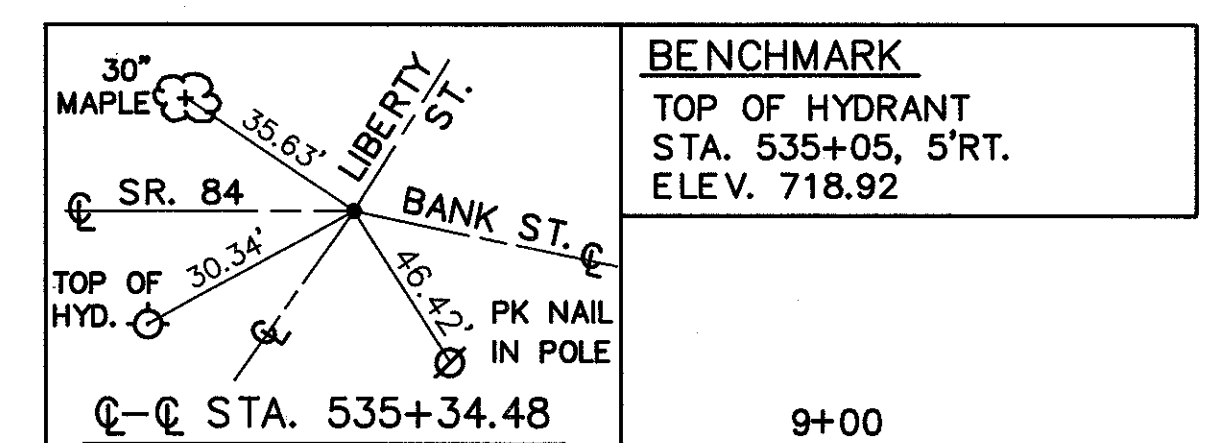 30"
MAPLE
35.63'
LIBERTY
ST.
℄ SR. 84
BANK ST. ℄
TOP OF
HYD.
30.34'
46.42'
℄
PK NAIL
IN POLE
℄-℄ STA. 535+34.48
BENCHMARK
TOP OF HYDRANT
STA. 535+05, 5'RT.
ELEV. 718.92
9+00